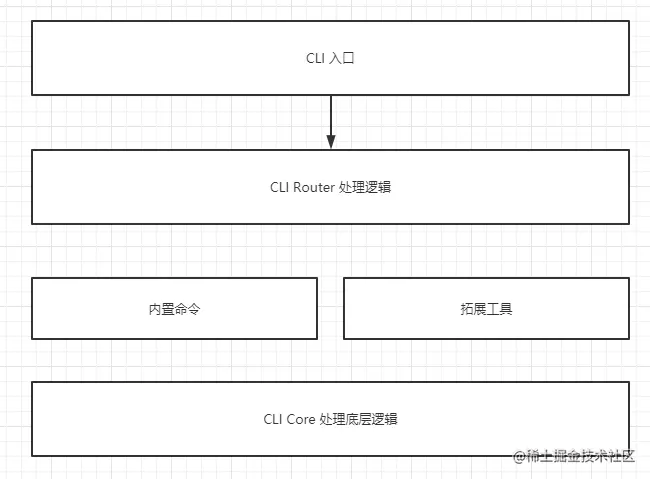 CLI 入口
CLI Router 处理逻辑
内置命令
拓展工具
CLI Core 处理底层逻辑
@稀土掘金技术社区